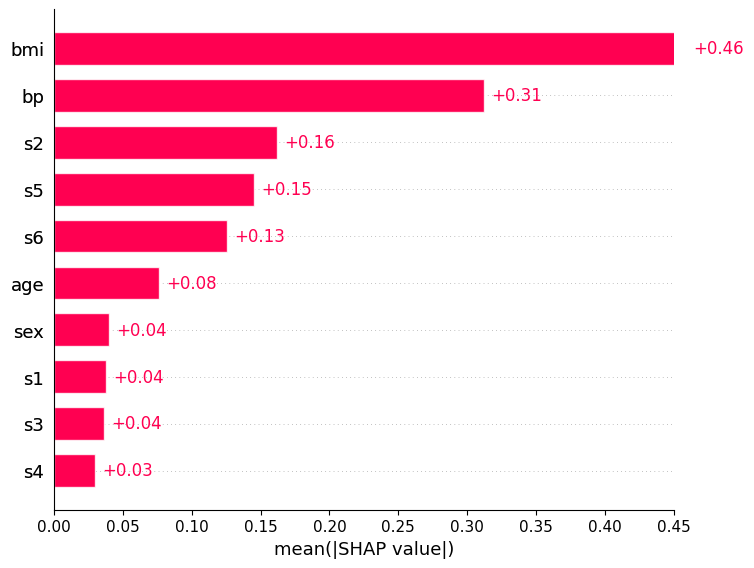 bmi +0.46
bp +0.31
s2 +0.16
s5 +0.15
s6 +0.13
age +0.08
sex +0.04
s1 +0.04
s3 +0.04
s4 +0.03
0.00 0.05 0.10 0.15 0.20 0.25 0.30 0.35 0.40 0.45
mean(|SHAP value|)